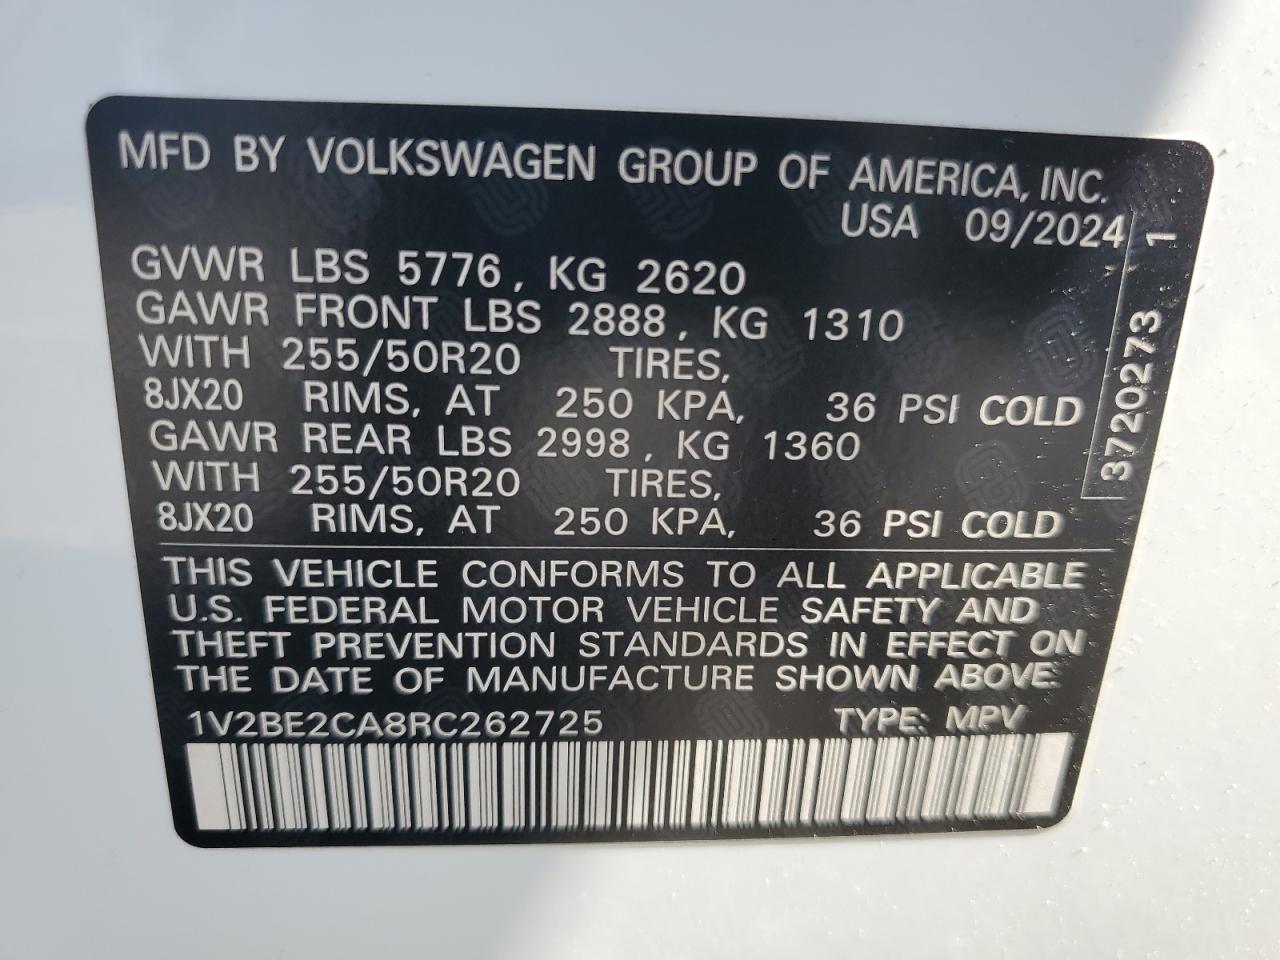 MFD BY VOLKSWAGEN GROUP OF AMERICA, INC.
USA 09/2024
GVWR LBS 5776, KG 2620
GAWR FRONT LBS 2888, KG 1310
WITH 255/50R20 TIRES,
8JX20 RIMS, AT 250 KPA, 36 PSI COLD
GAWR REAR LBS 2998, KG 1360
WITH 255/50R20 TIRES,
8JX20 RIMS, AT 250 KPA, 36 PSI COLD
THIS VEHICLE CONFORMS TO ALL APPLICABLE
U.S. FEDERAL MOTOR VEHICLE SAFETY AND
THEFT PREVENTION STANDARDS IN EFFECT ON
THE DATE OF MANUFACTURE SHOWN ABOVE.
1V2BE2CA8RC262725 TYPE: MPV
3720273 1